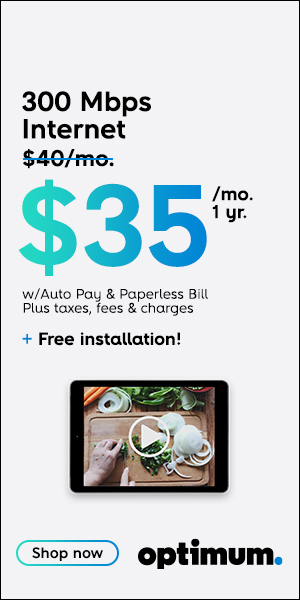 300 Mbps
Internet
$40/mo.
$35
/mo.
1 yr.
w/Auto Pay & Paperless Bill
Plus taxes, fees & charges
+ Free installation!
Shop now
optimum.